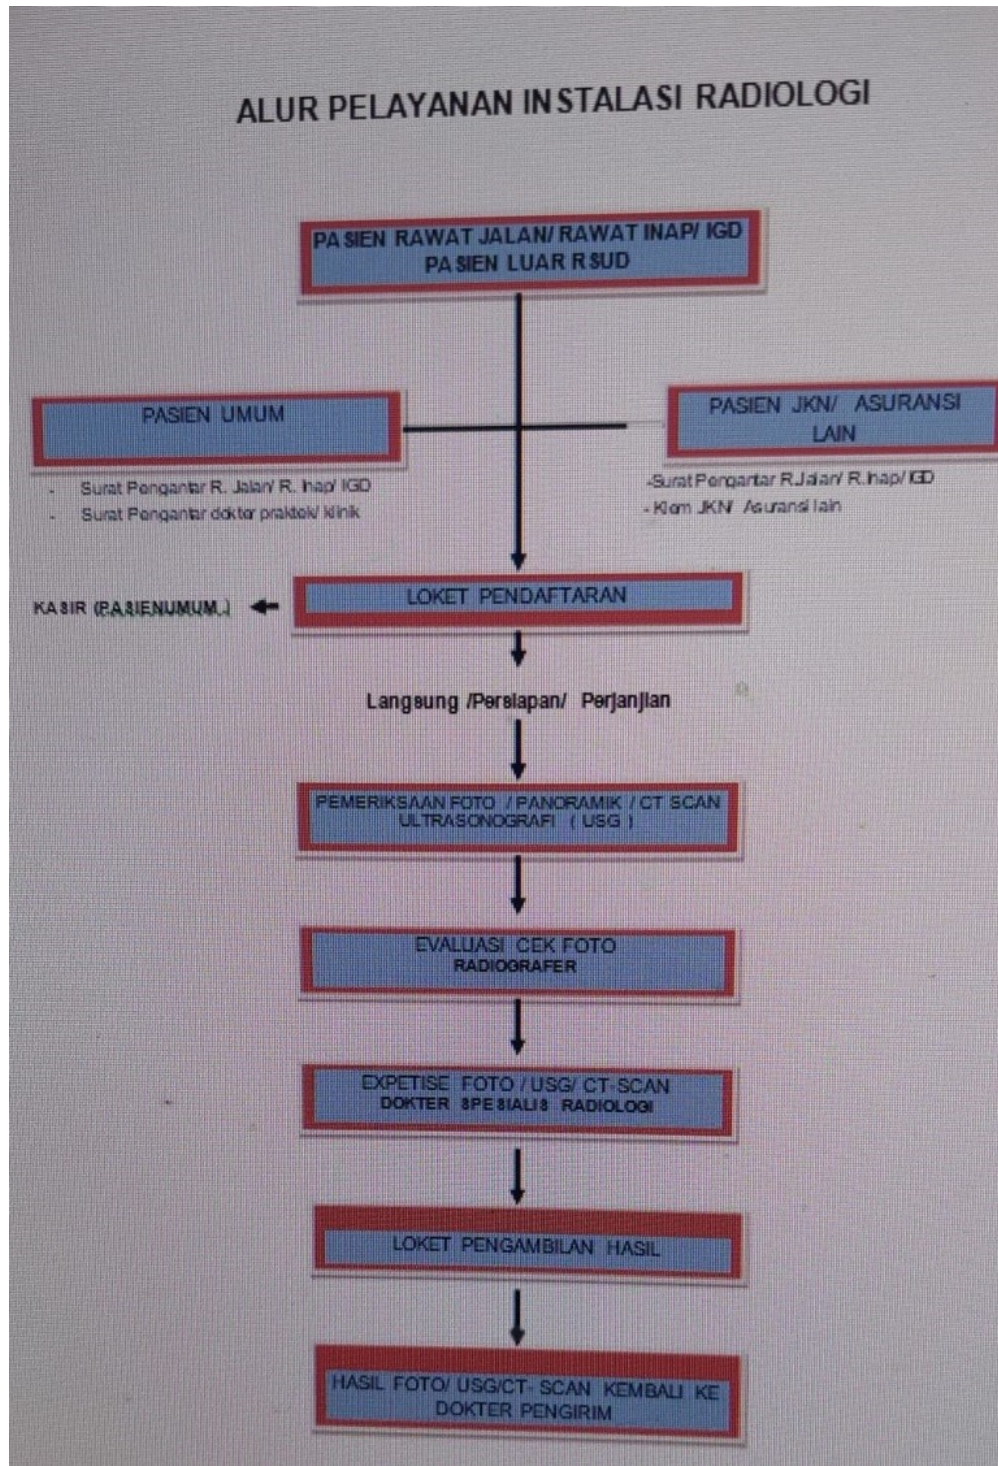 ALUR PELAYANAN INSTALASI RADIOLOGI
PASIEN RAWAT JALAN/ RAWAT INAP/ IGD
PASIEN LUAR RSUD
PASIEN UMUM
- Surat Pengantar R. Jalan/ R. Inap/ IGD
- Surat Pengantar dokter praktek/ klinik
PASIEN JKN/ ASURANSI
LAIN
-Surat Pengantar R.Jalan/ R.Inap/ IGD
- Klem JKN/ Asuransi lain
LOKET PENDAFTARAN
KASIR (PASIENUMUM.)
Langsung /Persiapan/ Perjanjian
PEMERIKSAAN FOTO / PANORAMIK / CT SCAN
ULTRASONOGRAFI ( USG )
EVALUASI CEK FOTO
RADIOGRAFER
EXPETISE FOTO / USG/ CT-SCAN
DOKTER SPESIALIS RADIOLOGI
LOKET PENGAMBILAN HASIL
HASIL FOTO/ USG/CT- SCAN KEMBALI KE
DOKTER PENGIRIM